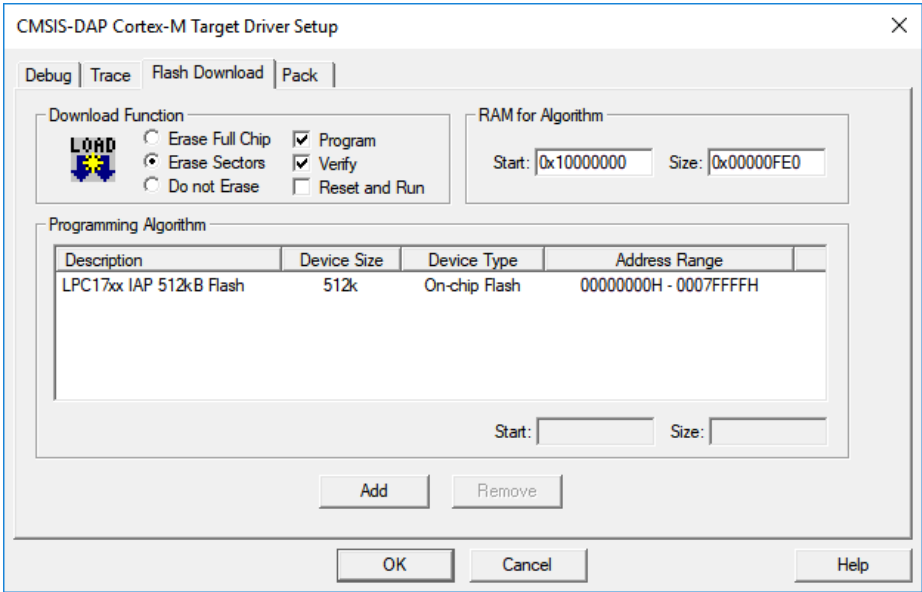 CMSIS-DAP Cortex-M Target Driver Setup
Debug Trace Flash Download Pack
Download Function
LOAD
Erase Full Chip Program
Erase Sectors Verify
Do not Erase Reset and Run
RAM for Algorithm
Start: 0x10000000 Size: 0x00000FE0
Programming Algorithm
Description Device Size Device Type Address Range
LPC17xx IAP 512kB Flash 512k On-chip Flash 00000000H - 0007FFFFH
Start: Size:
Add Remove
OK Cancel Help